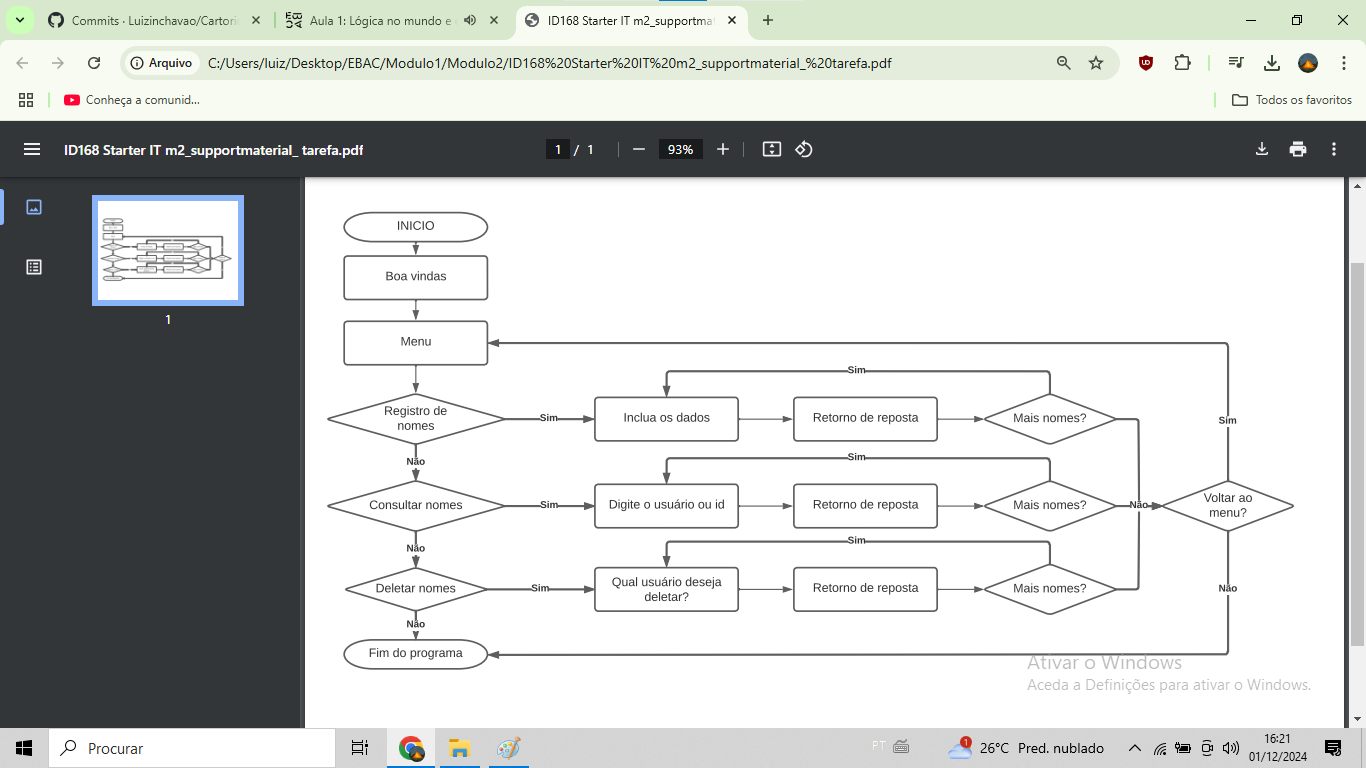 Commits · Luizinchavao/Cartori
Aula 1: Lógica no mundo e
ID168 Starter IT m2_supportmat
Arquivo
C:/Users/luiz/Desktop/EBAC/Modulo1/Modulo2/ID168%20Starter%20IT%20m2_supportmaterial_%20tarefa.pdf
Conheça a comunid...
Todos os favoritos
ID168 Starter IT m2_supportmaterial_ tarefa.pdf
1 / 1
93%
1
INICIO
Boa vindas
Menu
Sim
Registro de
nomes
Sim
Inclua os dados
Retorno de reposta
Mais nomes?
Sim
Não
Sim
Consultar nomes
Sim
Digite o usuário ou id
Retorno de reposta
Mais nomes?
Não
Voltar ao
menu?
Não
Sim
Deletar nomes
Sim
Qual usuário deseja
deletar?
Retorno de reposta
Mais nomes?
Não
Não
Fim do programa
Ativar o Windows
Aceda a Definições para ativar o Windows.
Procurar
PT
1
26°C Pred. nublado
16:21
01/12/2024